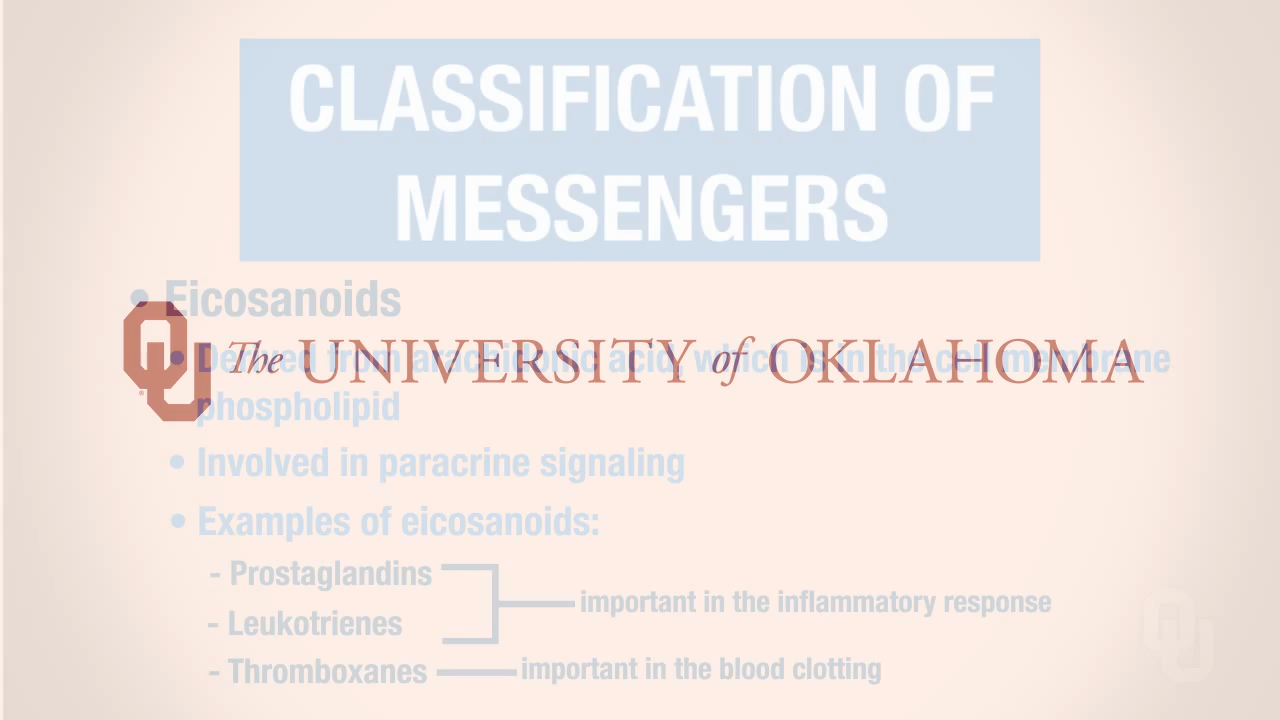 CLASSIFICATION OF
MESSENGERS
• Eicosanoids
• Derived from arachidonic acid, which is in the cell membrane
The UNIVERSITY of OKLAHOMA
phospholipid
• Involved in paracrine signaling
• Examples of eicosanoids:
- Prostaglandins
important in the inflammatory response
- Leukotrienes
- Thromboxanes important in the blood clotting